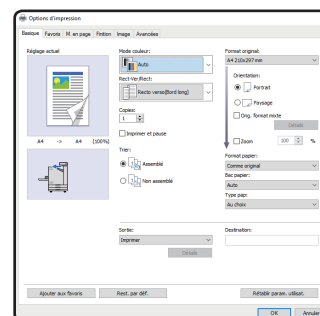 Options d'impression
Basique Favoris M. en page Finition Image Avancées
Réglage actuel
A4 -> A4 (100%)
Mode couleur:
Auto
Rect-Ver/Rect:
Recto verso(Bord long)
Copies:
1
Imprimer et pause
Trier:
Assemblé
Non assemblé
Sortie:
Imprimer
Détails
Format original:
A4 210x297 mm
Orientation:
Portrait
Paysage
Orig. format mixte
Détails
Zoom 100 %
Format papier:
Comme original
Bac papier:
Auto
Type pap:
Au choix
Destination:
Ajouter aux favoris Rest. par déf. Rétablir param. utilisat.
OK Annuler